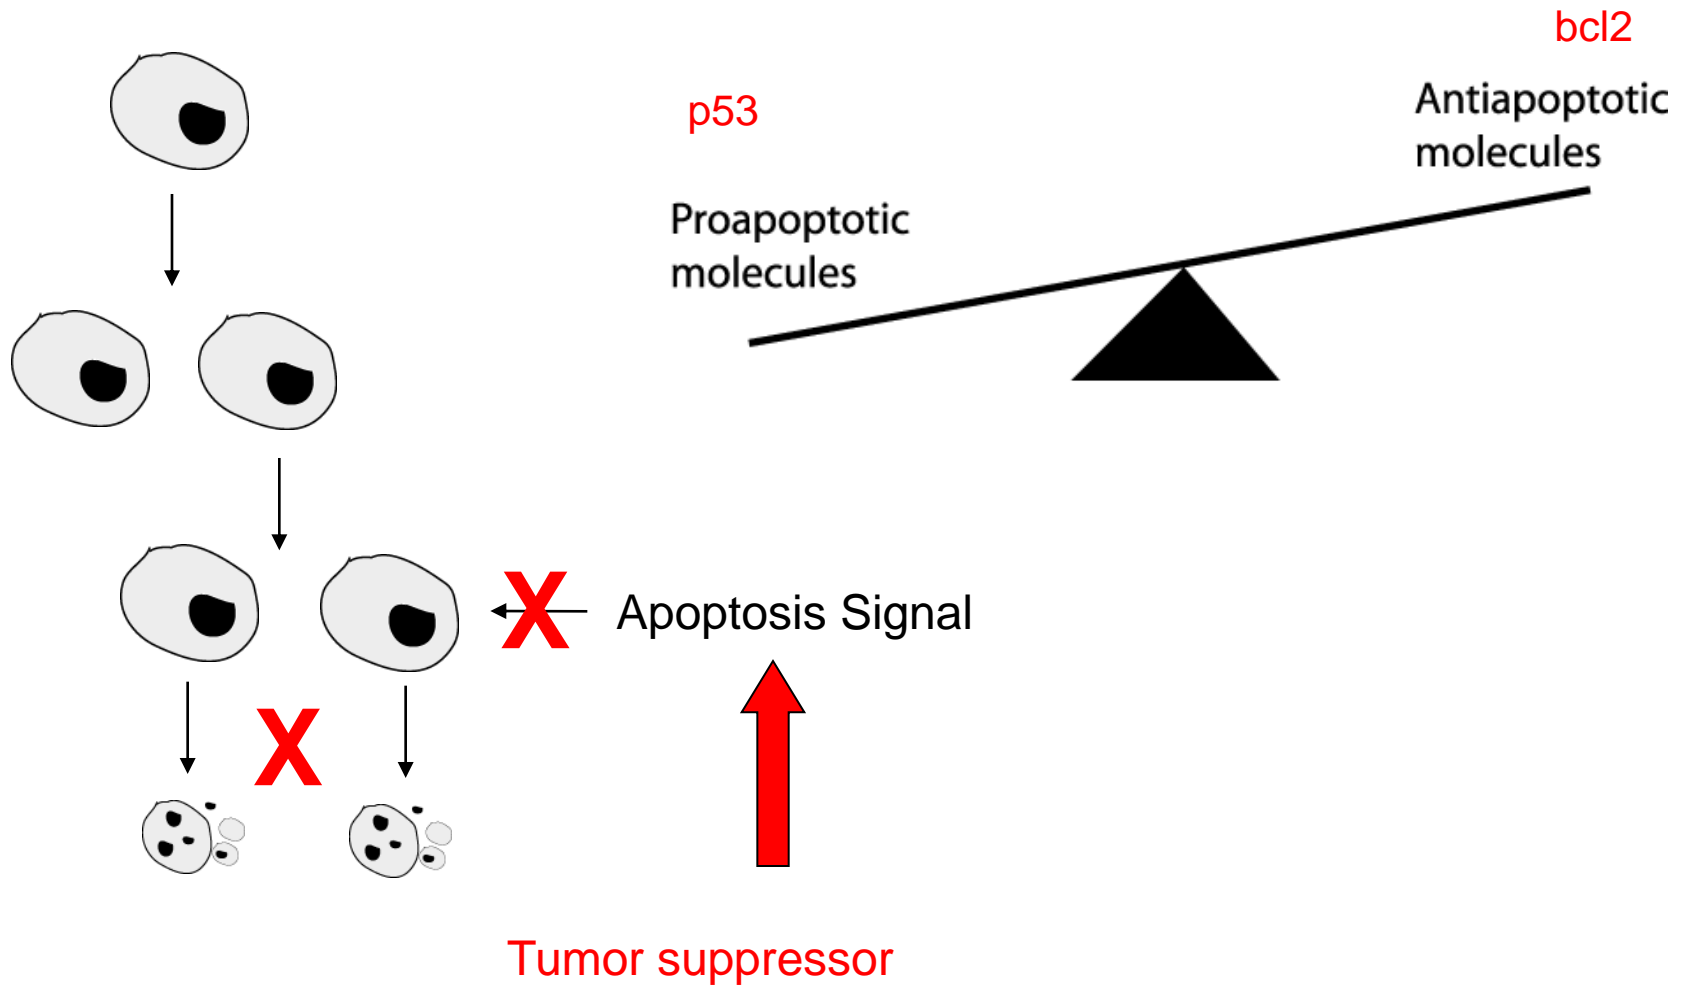 bcl2
p53
Antiapoptotic
molecules
Proapoptotic
molecules
X
Apoptosis Signal
X
Tumor suppressor